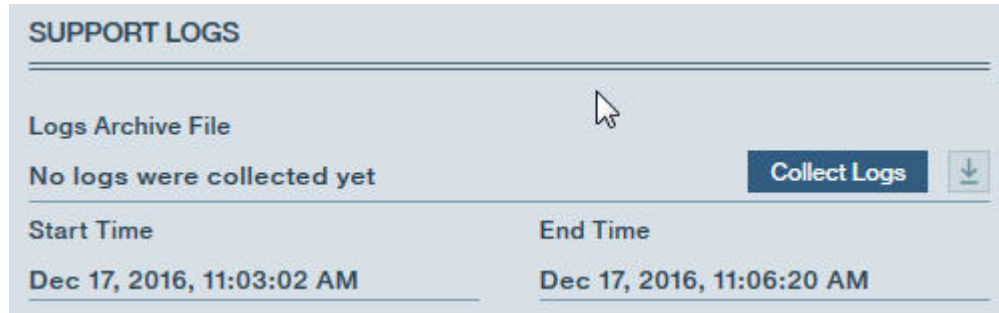 SUPPORT LOGS
Logs Archive File
No logs were collected yet
Collect Logs
Start Time
End Time
Dec 17, 2016, 11:03:02 AM
Dec 17, 2016, 11:06:20 AM